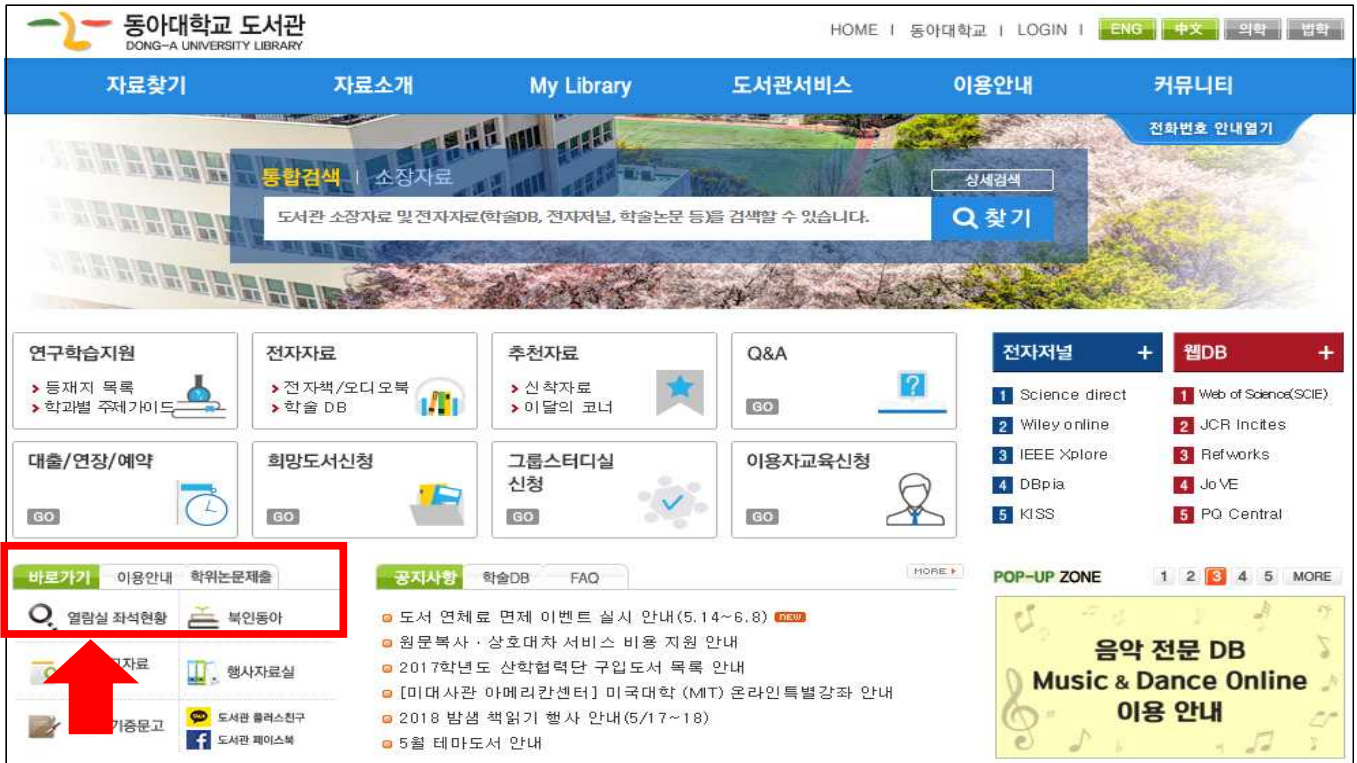 동아대학교 도서관
DONG-A UNIVERSITY LIBRARY
HOME | 동아대학교 | LOGIN | ENG 中文 의학 법학
자료찾기 자료소개 My Library 도서관서비스 이용안내 커뮤니티
전화번호 안내열기
통합검색 | 소장자료
상세검색
도서관 소장자료 및 전자자료(학술DB, 전자저널, 학술논문 등)을 검색할 수 있습니다.
찾기
연구학습지원
등재지 목록
학과별 주제가이드
전자자료
전자책/오디오북
학술 DB
추천자료
신착자료
이달의 코너
Q&A
GO
전자저널 +
1 Science direct
2 Wiley online
3 IEEE Xplore
4 DBpia
5 KISS
웹DB +
1 Web of Science(SCIE)
2 JCR Incites
3 Refworks
4 JoVE
5 PQ Central
대출/연장/예약
GO
희망도서신청
GO
그룹스터디실
신청
GO
이용자교육신청
GO
바로가기 이용안내 학위논문제출
열람실 좌석현황 북인동아
자료 행사자료실
기증문고
도서관 플러스친구
도서관 페이스북
공지사항 학술DB FAQ MORE
도서 연체료 면제 이벤트 실시 안내(5.14~6.8) NEW
원문복사 · 상호대차 서비스 비용 지원 안내
2017학년도 산학협력단 구입도서 목록 안내
[미대사관 아메리칸센터] 미국대학 (MIT) 온라인특별강좌 안내
2018 밤샘 책읽기 행사 안내(5/17~18)
5월 테마도서 안내
POP-UP ZONE 1 2 3 4 5 MORE
음악 전문 DB
Music & Dance Online
이용 안내